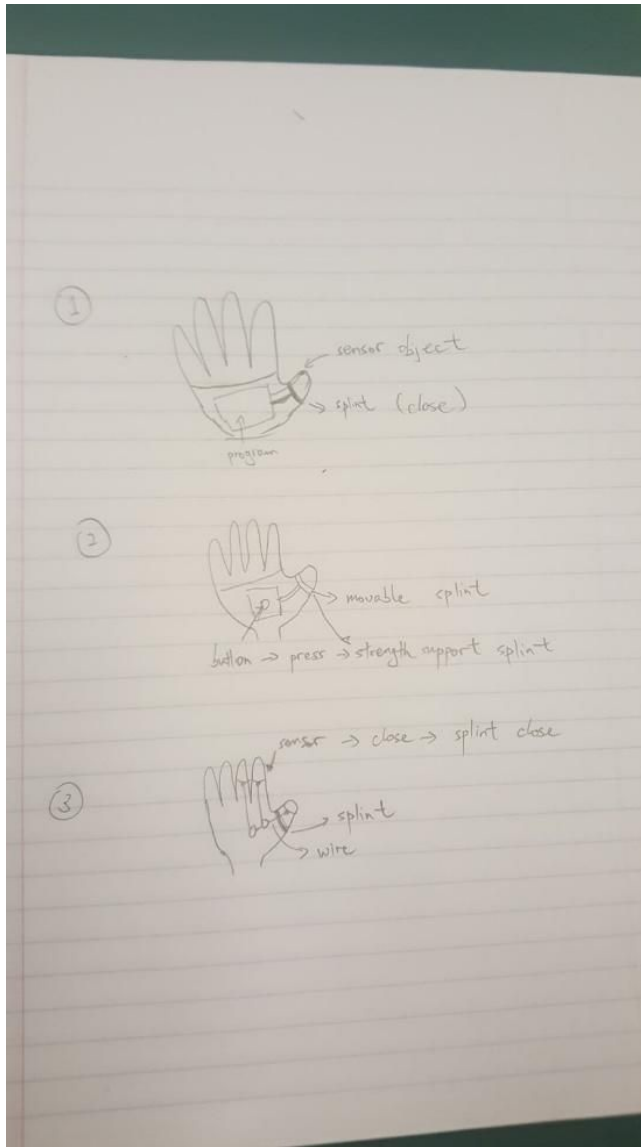 1
sensor object
splint (close)
program
2
movable splint
button → press → strength support splint
3
sensor → close → splint close
splint
wire